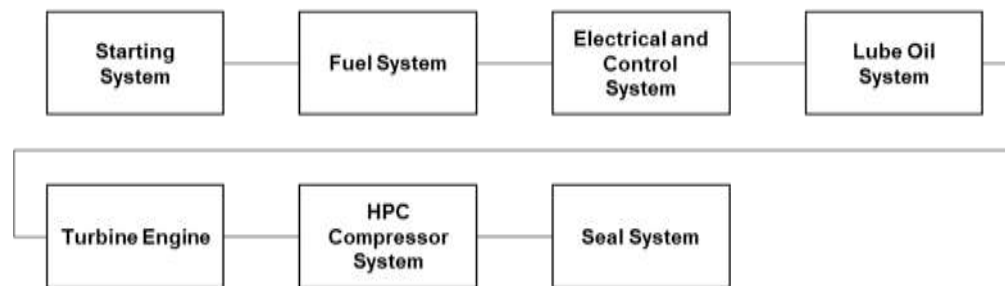 Starting
System
Fuel System
Electrical and
Control
System
Lube Oil
System
Turbine Engine
HPC
Compressor
System
Seal System